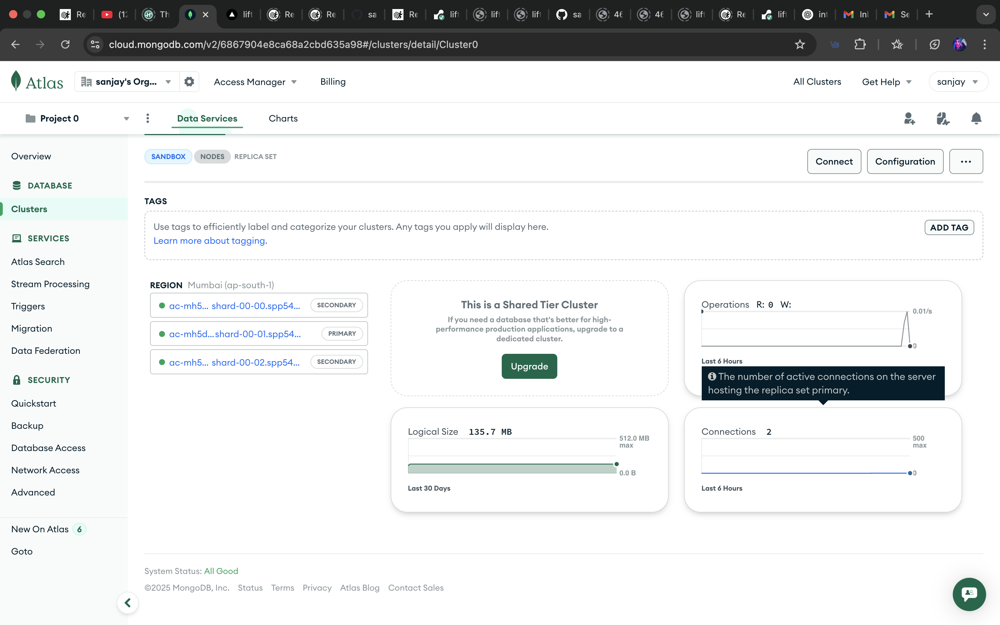 Re
(12
Th
lift
Re
Re
sa
Re
lift
lift
lift
sa
46
46
lift
Re
lift
int
Inl
Se
cloud.mongodb.com/v2/6867904e8ca68a2cbd635a98#/clusters/detail/Cluster0
Atlas
sanjay's Org...
Access Manager
Billing
All Clusters
Get Help
sanjay
Project 0
Data Services
Charts
Overview
DATABASE
Clusters
SERVICES
Atlas Search
Stream Processing
Triggers
Migration
Data Federation
SECURITY
Quickstart
Backup
Database Access
Network Access
Advanced
New On Atlas 6
Goto
SANDBOX NODES REPLICA SET
Connect
Configuration
...
TAGS
Use tags to efficiently label and categorize your clusters. Any tags you apply will display here.
Learn more about tagging.
ADD TAG
REGION Mumbai (ap-south-1)
ac-mh5... shard-00-00.spp54... SECONDARY
ac-mh5d...shard-00-01.spp54... PRIMARY
ac-mh5... shard-00-02.spp54... SECONDARY
This is a Shared Tier Cluster
If you need a database that's better for high-
performance production applications, upgrade to a
dedicated cluster.
Upgrade
Operations R: 0 W:
0.01/s
0
Last 6 Hours
The number of active connections on the server
hosting the replica set primary.
Logical Size 135.7 MB
512.0 MB
max
0.0 B
Last 30 Days
Connections 2
500
max
0
Last 6 Hours
System Status: All Good
©2025 MongoDB, Inc. Status Terms Privacy Atlas Blog Contact Sales